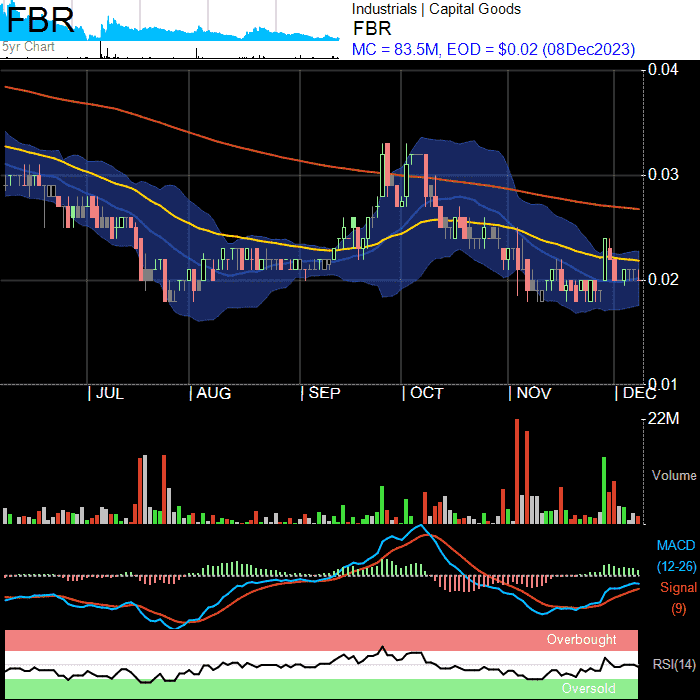 FBR
5yr Chart
Industrials | Capital Goods
FBR
MC = 83.5M, EOD = $0.02 (08Dec2023)
0.04
0.03
0.02
0.01
| JUL | AUG | SEP | OCT | NOV | DEC
22M
Volume
MACD
(12-26)
Signal
(9)
Overbought
RSI(14)
Oversold